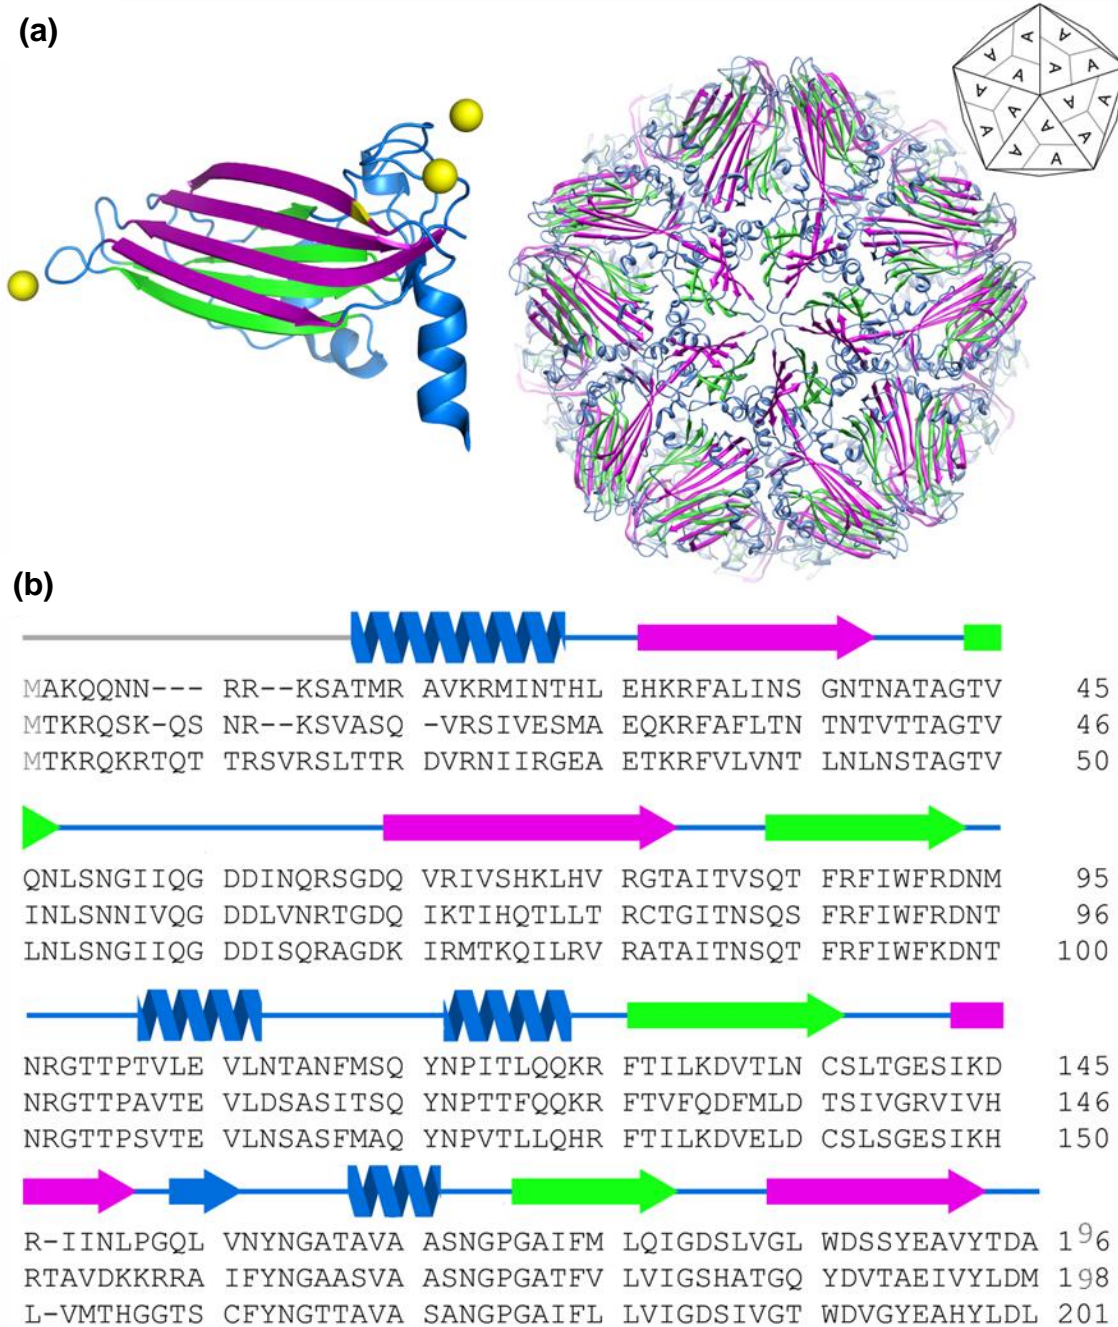 (a)
A A
A A
A A A
A A A
A A A
A A
A A
(b)
MAKQQNN--- RR--KSATMR AVKRMINTHL EHKRFALINS GNTNATAGTV 45
MTKRQSK-QS NR--KSVASQ -VRSIVESMA EQKRFAFLTN TNTVTTAGTV 46
MTKRQKRTQT TRSVRSLTTR DVRNIIRGEA ETKRFVLVNT LNLNSTAGTV 50
QNLSNGIIQG DDINQRSGDQ VRIVSHKLHV RGTAITVSQT FRFIWFRDNM 95
INLSNNIVQG DDLVNRTGDQ IKTIHQTLLT RCTGITNSQS FRFIWFRDNT 96
LNLSNGIIQG DDISQRAGDK IRMTKQILRV RATAITNSQT FRFIWFKDNT 100
NRGTTPTVLE VLNTANFMSQ YNPITLQQKR FTILKDVTLN CSLTGESIKD 145
NRGTTPAVTE VLDSASITSQ YNPTTFQQKR FTVFQDFMLD TSIVGRVIVH 146
NRGTTPSVTE VLNSASFMAQ YNPVTLLQHR FTILKDVELD CSLSGESIKH 150
R-IINLPGQL VNYNGATAVA ASNGPGAIFM LQIGDSLVGL WDSSYEAVYTDA 196
RTAVDKKRRA IFYNGAASVA ASNGPGATFV LVIGSHATGQ YDVTAEIVYLDM 198
L-VMTHGGTS CFYNGTTAVA SANGPGAIFL LVIGDSIVGT WDVGYEAHYLDL 201